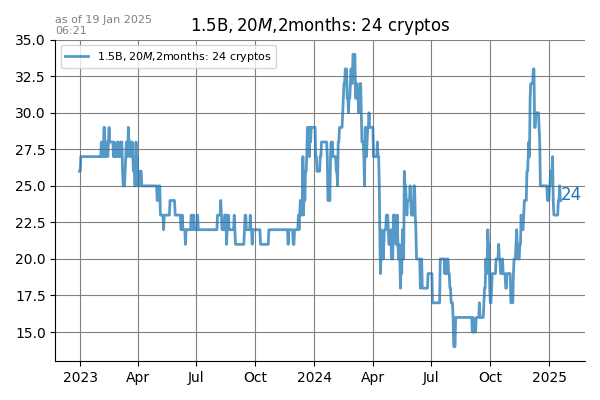 as of 19 Jan 2025
06:21
1.5B, 20M,2months: 24 cryptos
1.5B, 20M,2months: 24 cryptos
35.0
32.5
30.0
27.5
25.0
22.5
20.0
17.5
15.0
24
2023 Apr Jul Oct 2024 Apr Jul Oct 2025